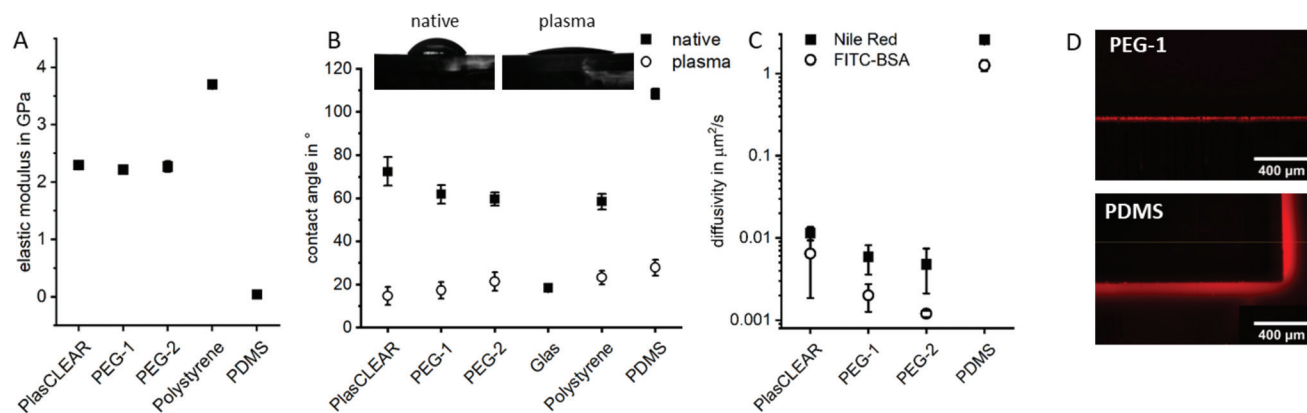 A
elastic modulus in GPa
4
3
2
1
0
PlasCLEAR
PEG-1
PEG-2
Polystyrene
PDMS
B
native
plasma
native
plasma
contact angle in °
120
100
80
60
40
20
0
PlasCLEAR
PEG-1
PEG-2
Glas
Polystyrene
PDMS
C
Nile Red
FITC-BSA
diffusivity in μm²/s
1
0.1
0.01
0.001
PlasCLEAR
PEG-1
PEG-2
PDMS
D
PEG-1
400 µm
PDMS
400 µm